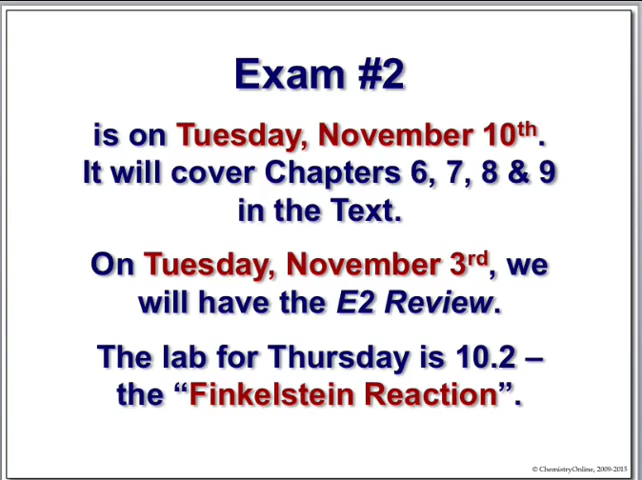 Exam #2
is on Tuesday, November 10th.
It will cover Chapters 6, 7, 8 & 9
in the Text.
On Tuesday, November 3rd, we
will have the E2 Review.
The lab for Thursday is 10.2 –
the “Finkelstein Reaction”.
© ChemistryOnline, 2009-2015